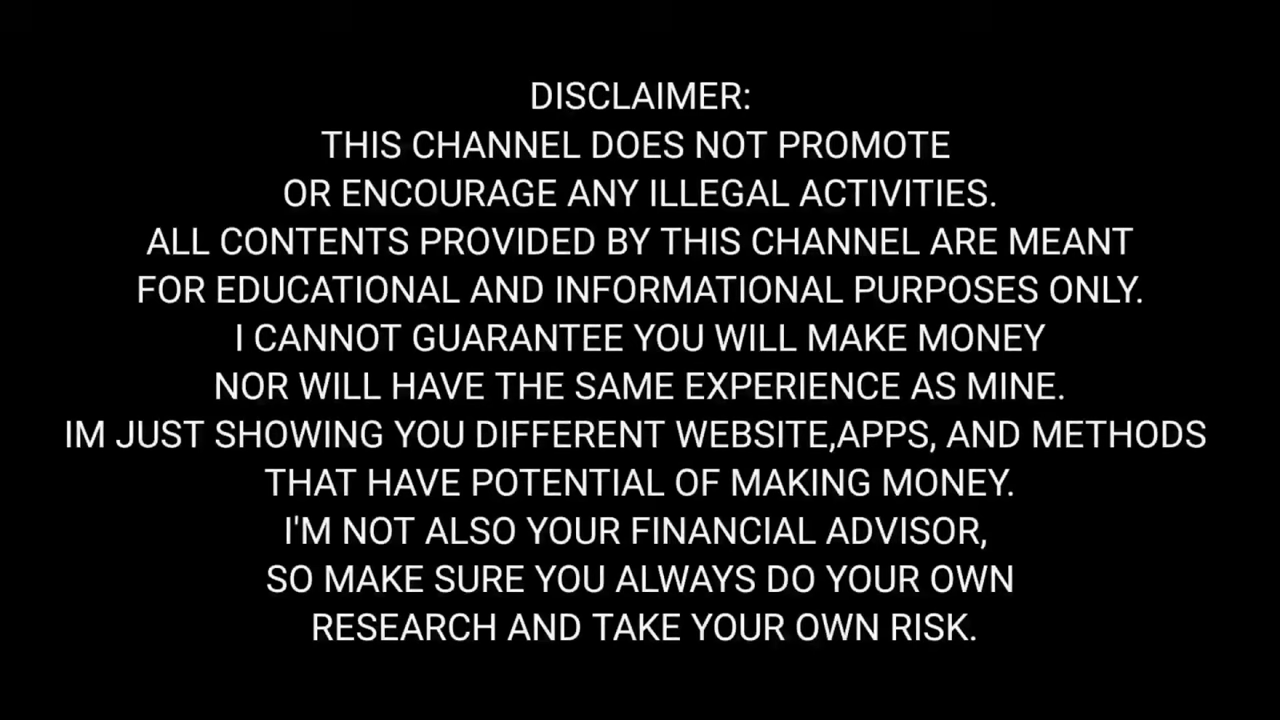 DISCLAIMER:
THIS CHANNEL DOES NOT PROMOTE
OR ENCOURAGE ANY ILLEGAL ACTIVITIES.
ALL CONTENTS PROVIDED BY THIS CHANNEL ARE MEANT
FOR EDUCATIONAL AND INFORMATIONAL PURPOSES ONLY.
I CANNOT GUARANTEE YOU WILL MAKE MONEY
NOR WILL HAVE THE SAME EXPERIENCE AS MINE.
IM JUST SHOWING YOU DIFFERENT WEBSITE,APPS, AND METHODS
THAT HAVE POTENTIAL OF MAKING MONEY.
I'M NOT ALSO YOUR FINANCIAL ADVISOR,
SO MAKE SURE YOU ALWAYS DO YOUR OWN
RESEARCH AND TAKE YOUR OWN RISK.